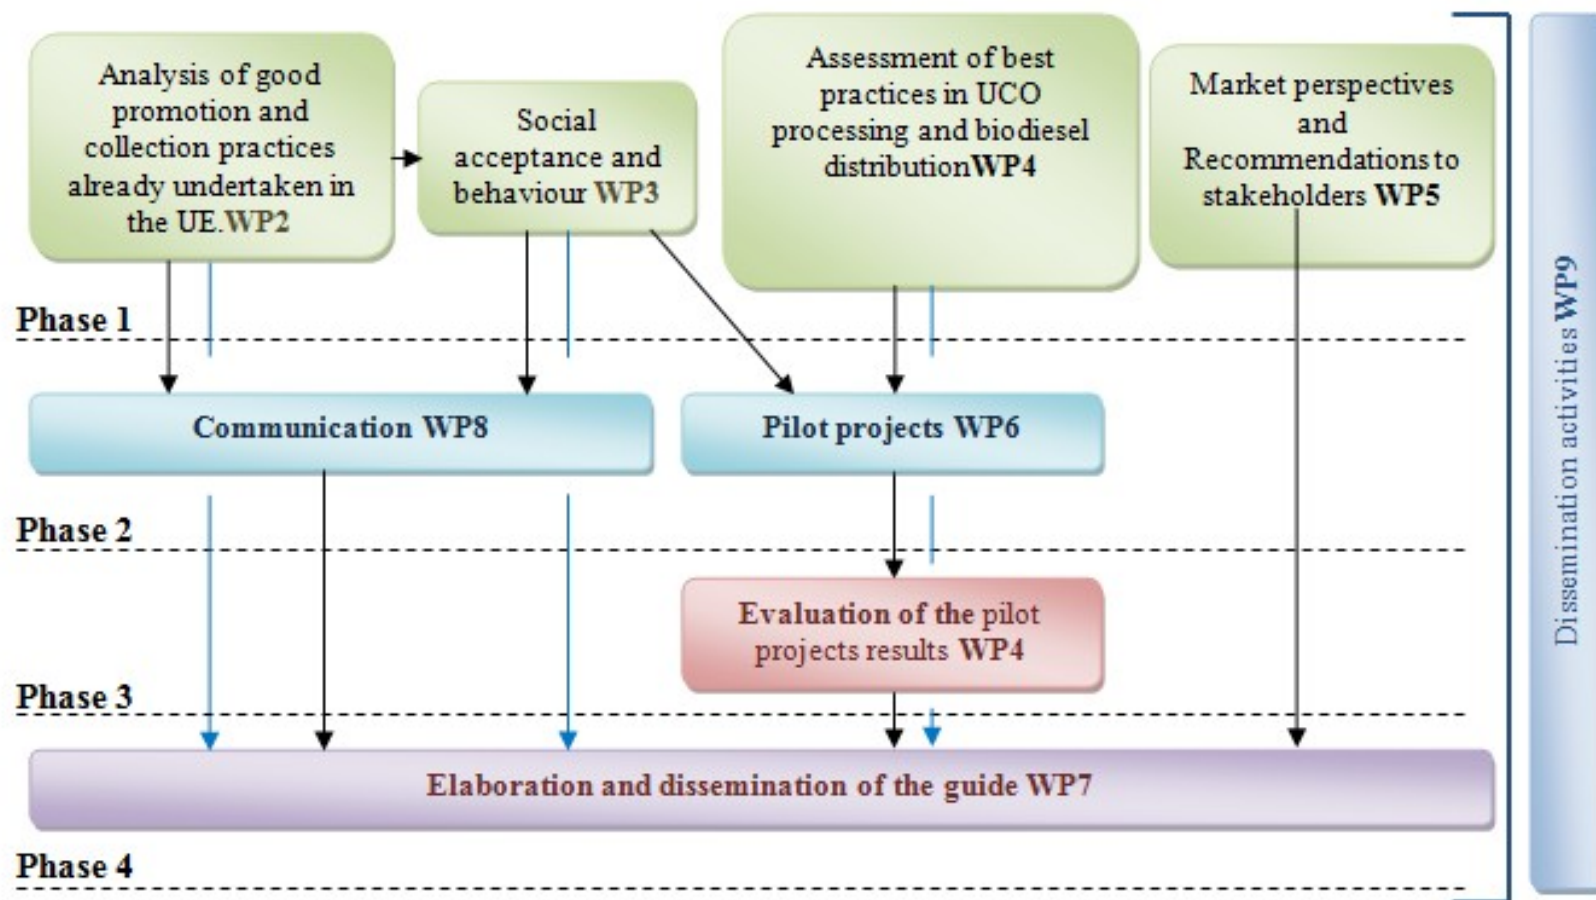 Analysis of good
promotion and
collection practices
already undertaken in
the UE.WP2
Social
acceptance and
behaviour WP3
Assessment of best
practices in UCO
processing and biodiesel
distributionWP4
Market perspectives
and
Recommendations to
stakeholders WP5
Phase 1
Communication WP8
Pilot projects WP6
Phase 2
Evaluation of the pilot
projects results WP4
Phase 3
Elaboration and dissemination of the guide WP7
Phase 4
Dissemination activities WP9